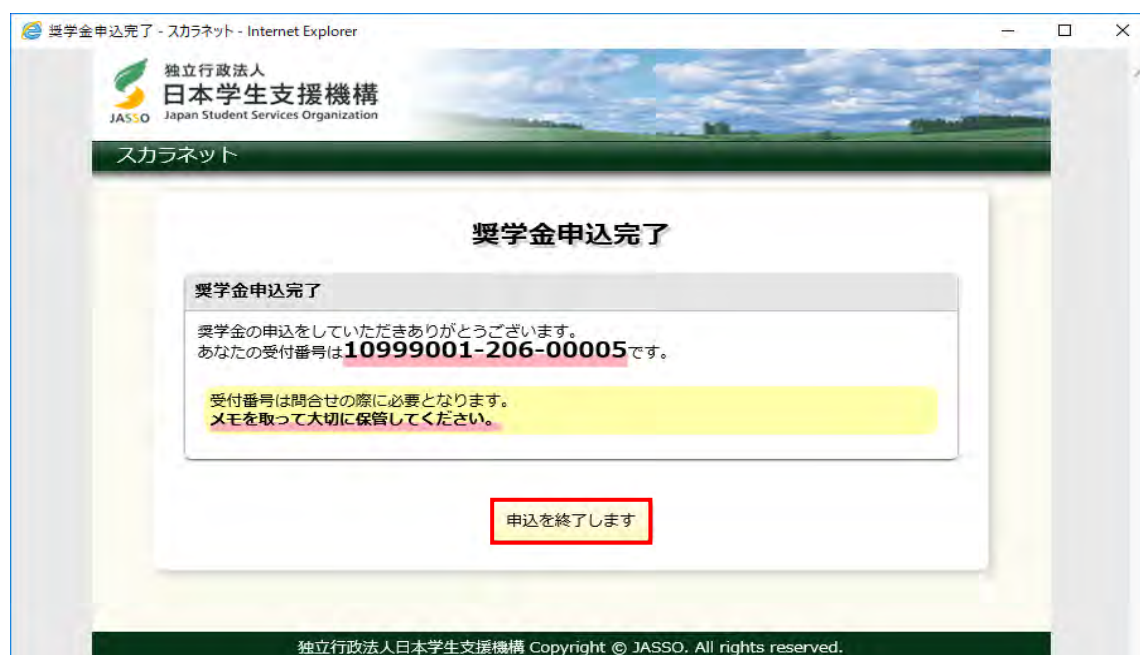 奨学金申込完了 - スカラネット - Internet Explorer
独立行政法人
日本学生支援機構
JASSO Japan Student Services Organization
スカラネット
奨学金申込完了
奨学金申込完了
奨学金の申込をしていただきありがとうございます。
あなたの受付番号は10999001-206-00005です。
受付番号は問合せの際に必要となります。
メモを取って大切に保管してください。
申込を終了します
独立行政法人日本学生支援機構 Copyright © JASSO. All rights reserved.